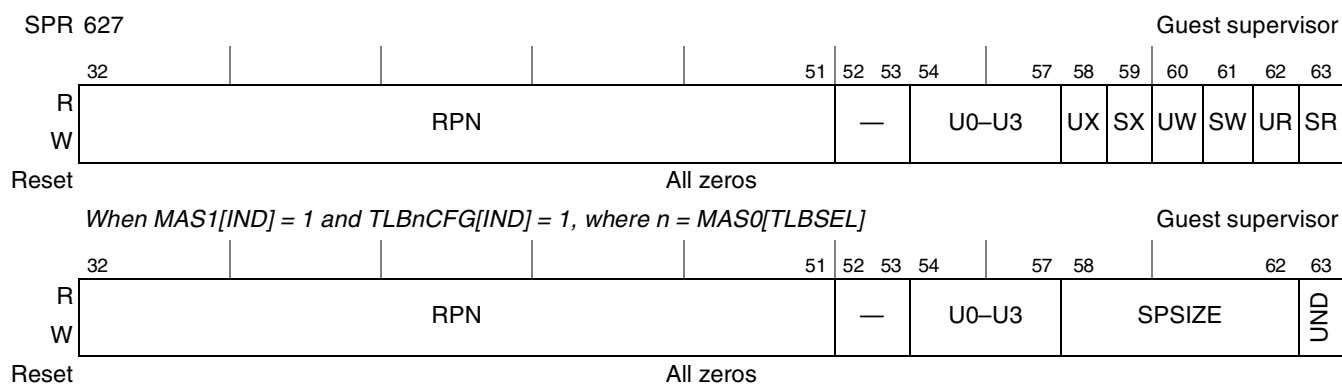 SPR 627 Guest supervisor
32 51 52 53 54 57 58 59 60 61 62 63
R
W
RPN — U0–U3 UX SX UW SW UR SR
Reset All zeros
When MAS1[IND] = 1 and TLBnCFG[IND] = 1, where n = MAS0[TLBSEL] Guest supervisor
32 51 52 53 54 57 58 62 63
R
W
RPN — U0–U3 SPSIZE UND
Reset All zeros